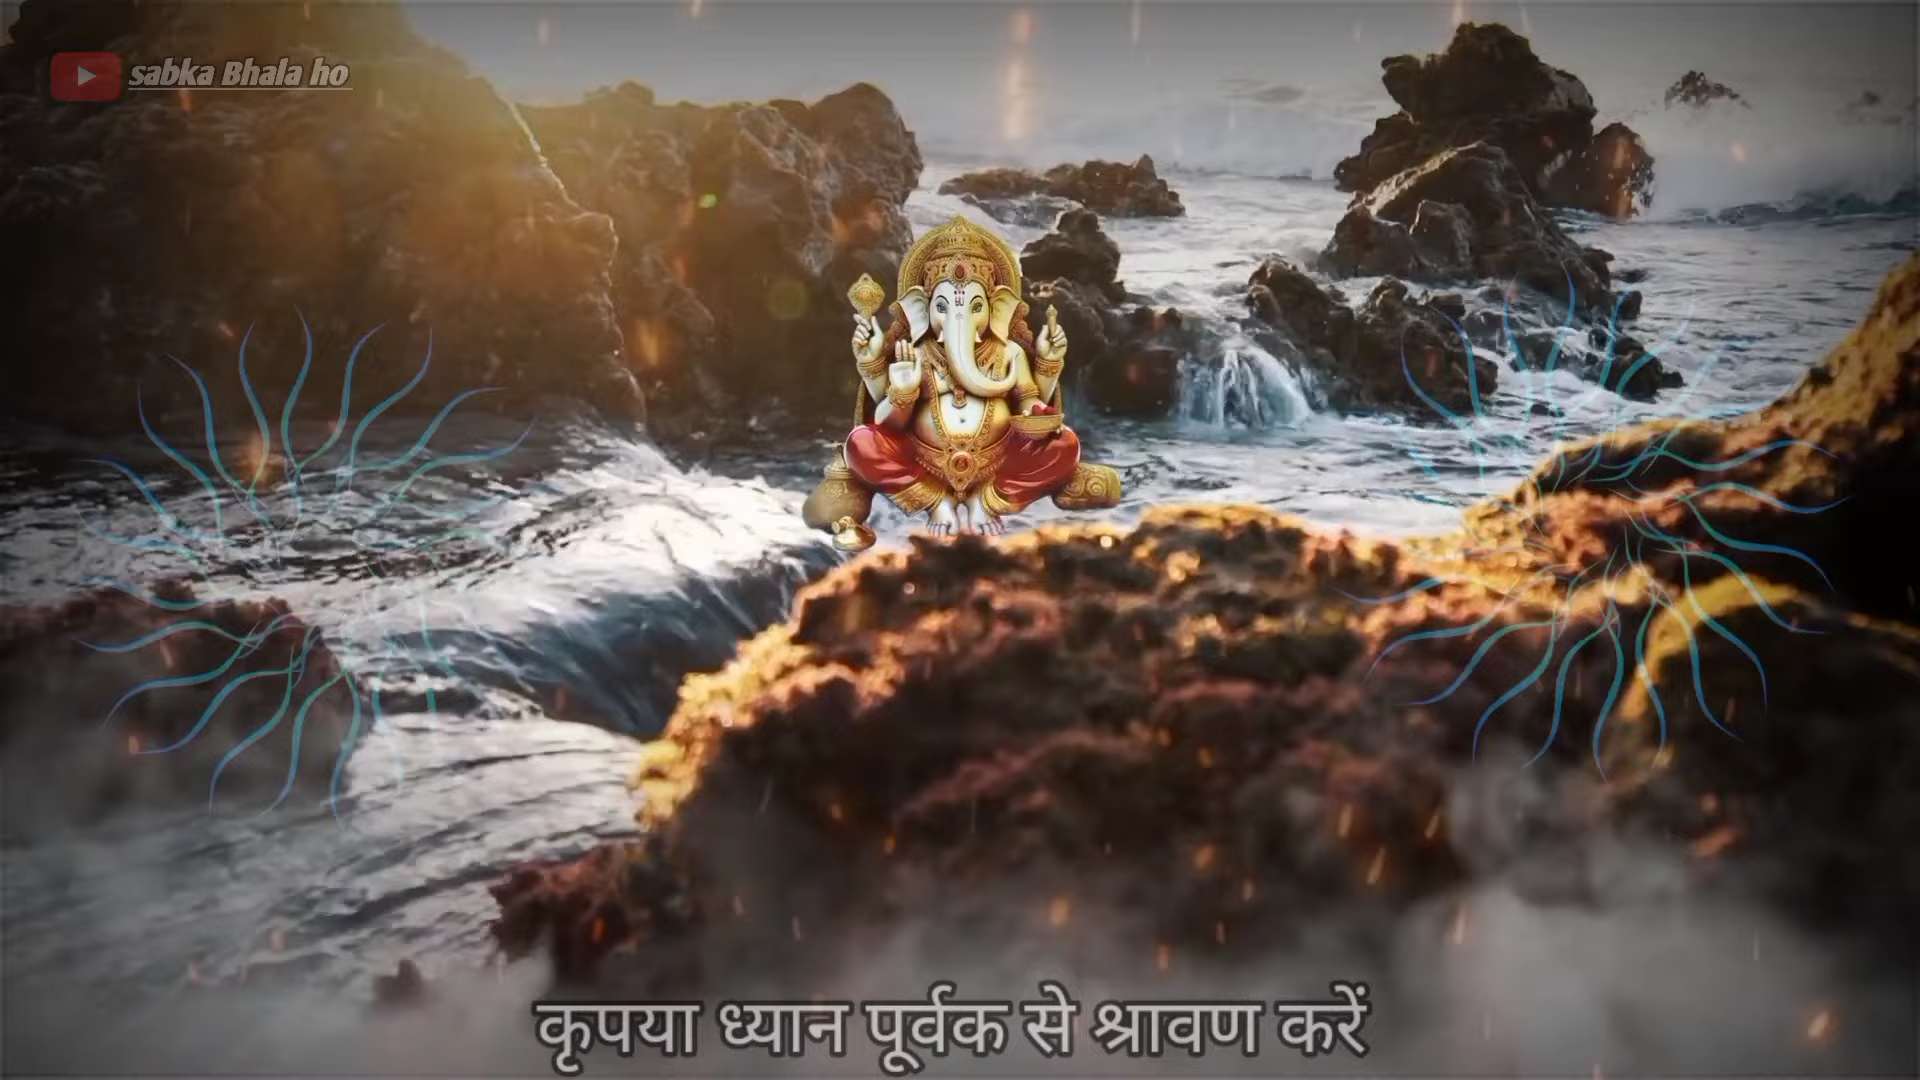 sabka Bhala ho
कृपया ध्यान पूर्वक से श्रावण करें